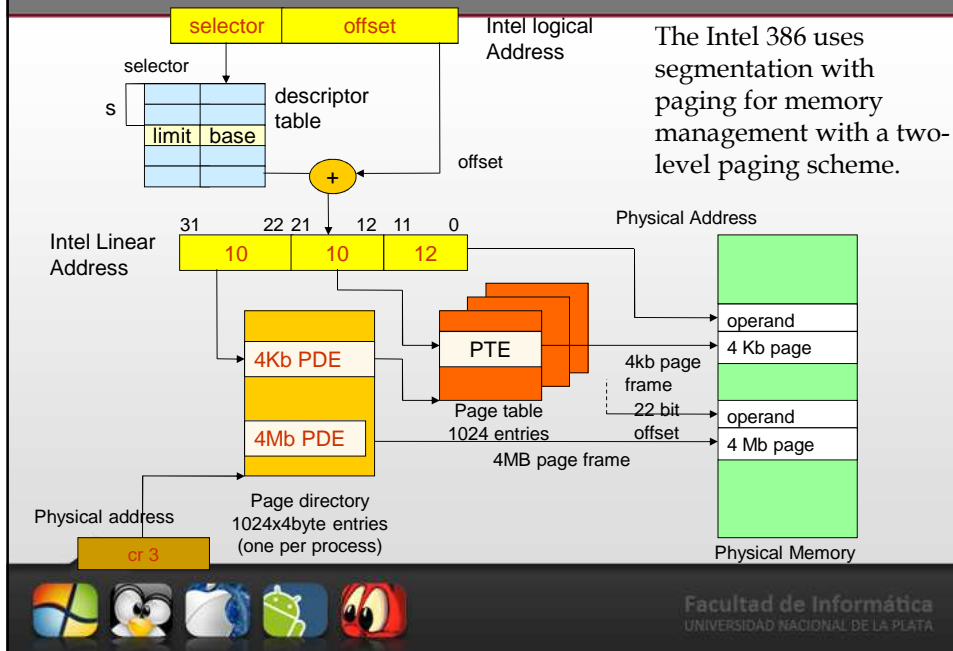 selector offset
Intel logical
Address
The Intel 386 uses
segmentation with
paging for memory
management with a two-
level paging scheme.
selector
s
descriptor
table
limit base
offset
+
Physical Address
31 22 21 12 11 0
Intel Linear
Address
10 10 12
operand
4Kb PDE
PTE
4 Kb page
4kb page
frame
Page table
1024 entries
22 bit
offset
operand
4Mb PDE
4 Mb page
4MB page frame
Page directory
1024x4byte entries
(one per process)
Physical address
cr 3
Physical Memory
Facultad de Informática
UNIVERSIDAD NACIONAL DE LA PLATA